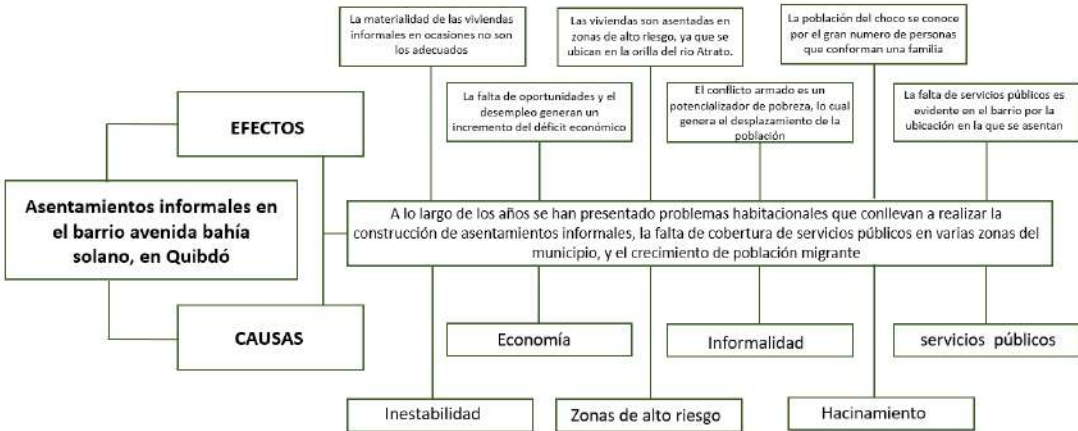 La materialidad de las viviendas
informales en ocasiones no son
los adecuados
Las viviendas son asentadas en
zonas de alto riesgo, ya que se
ubican en la orilla del rio Atrato.
La población del choco se conoce
por el gran numero de personas
que conforman una familia
La falta de oportunidades y el
desempleo generan un
incremento del déficit económico
El conflicto armado es un
potencializador de pobreza, lo cual
genera el desplazamiento de la
población
La falta de servicios públicos es
evidente en el barrio por la
ubicación en la que se asentan
EFECTOS
Asentamientos informales en
el barrio avenida bahía
solano, en Quibdó
CAUSAS
A lo largo de los años se han presentado problemas habitacionales que conllevan a realizar la
construcción de asentamientos informales, la falta de cobertura de servicios públicos en varias zonas del
municipio, y el crecimiento de población migrante
Economía
Informalidad
servicios públicos
Inestabilidad
Zonas de alto riesgo
Hacinamiento